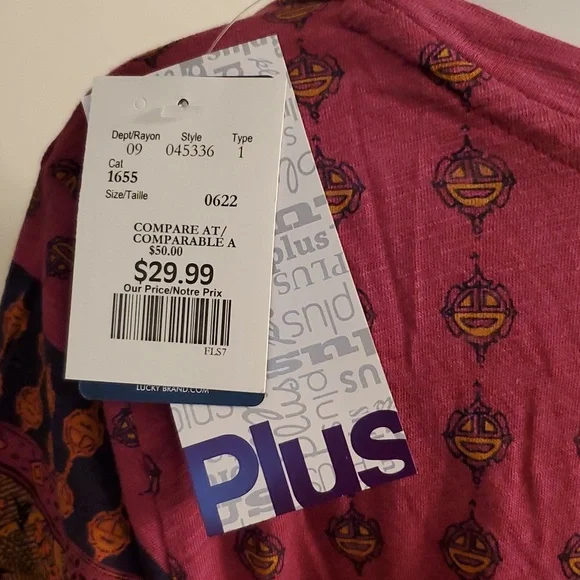 Dept/Rayon Style Type
09 045336 1
Cat
1655
Size/Taille 0622
COMPARE AT/
COMPARABLE A
$50.00
$29.99
Our Price/Notre Prix
FLS7
LUCKY BRAND.COM
plus
plus
Plus